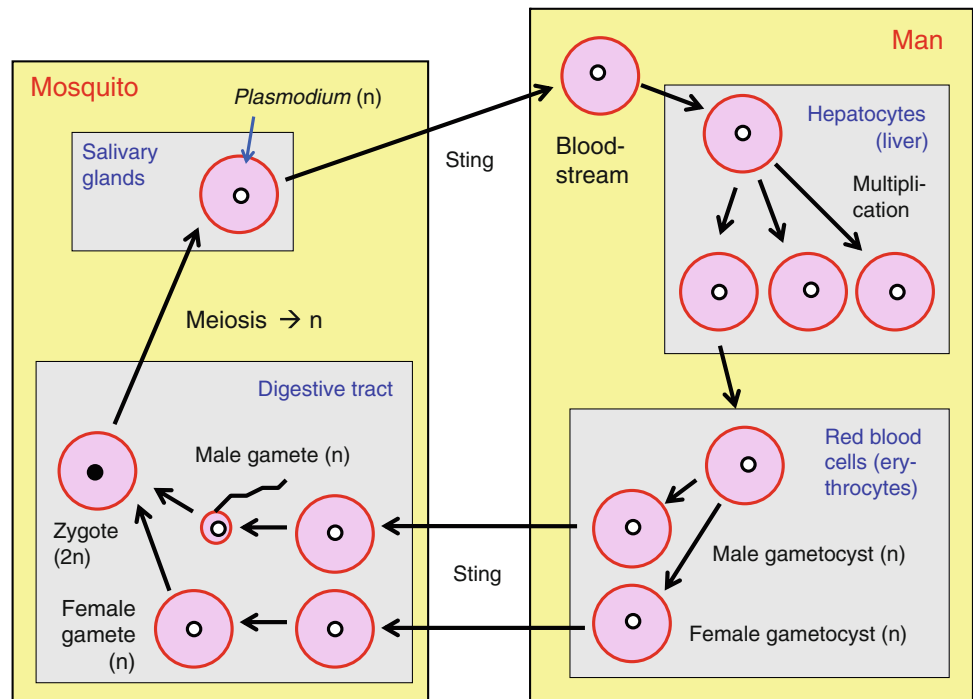 Mosquito
Plasmodium (n)
Salivary
glands
Meiosis → n
Digestive tract
Male gamete (n)
Zygote
(2n)
Female
gamete
(n)
Sting
Sting
Man
Blood-
stream
Hepatocytes
(liver)
Multipli-
cation
Red blood
cells (ery-
throcytes)
Male gametocyst (n)
Female gametocyst (n)